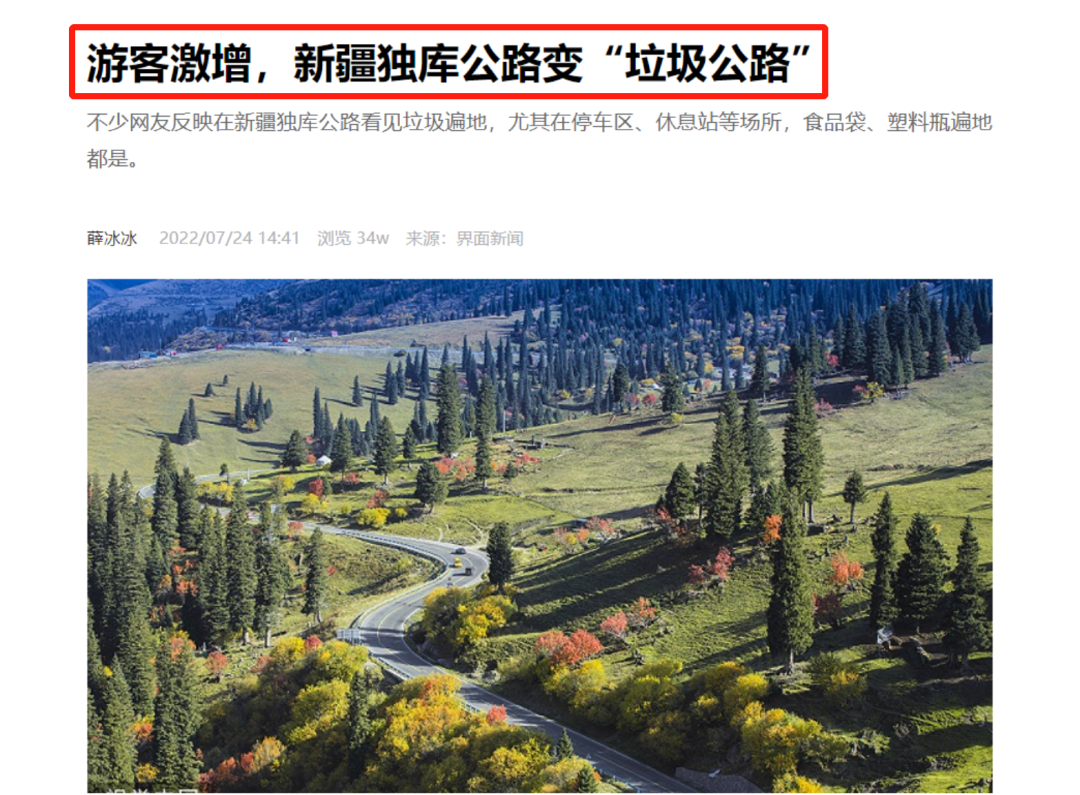 游客激增，新疆独库公路变“垃圾公路”
不少网友反映在新疆独库公路看见垃圾遍地，尤其在停车区、休息站等场所，食品袋、塑料瓶遍地
都是。
薛冰冰 2022/07/24 14:41 浏览 34w 来源：界面新闻